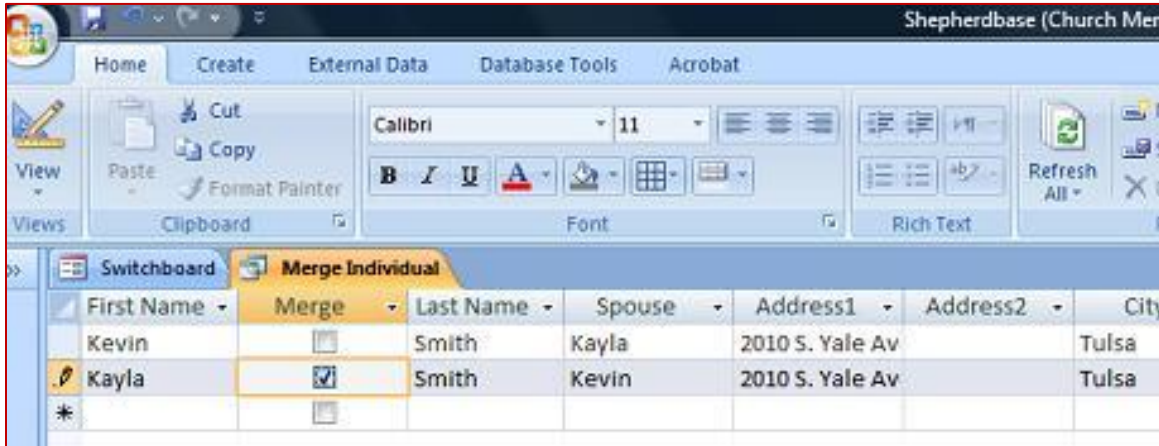 Shepherdbase (Church Mer
Home Create External Data Database Tools Acrobat
Cut
Copy
Format Painter
Calibri 11
B I U A
ab
View Paste Refresh All
Views Clipboard Font Rich Text
Switchboard Merge Individual
First Name Merge Last Name Spouse Address1 Address2 City
Kevin Smith Kayla 2010 S. Yale Av Tulsa
Kayla Smith Kevin 2010 S. Yale Av Tulsa